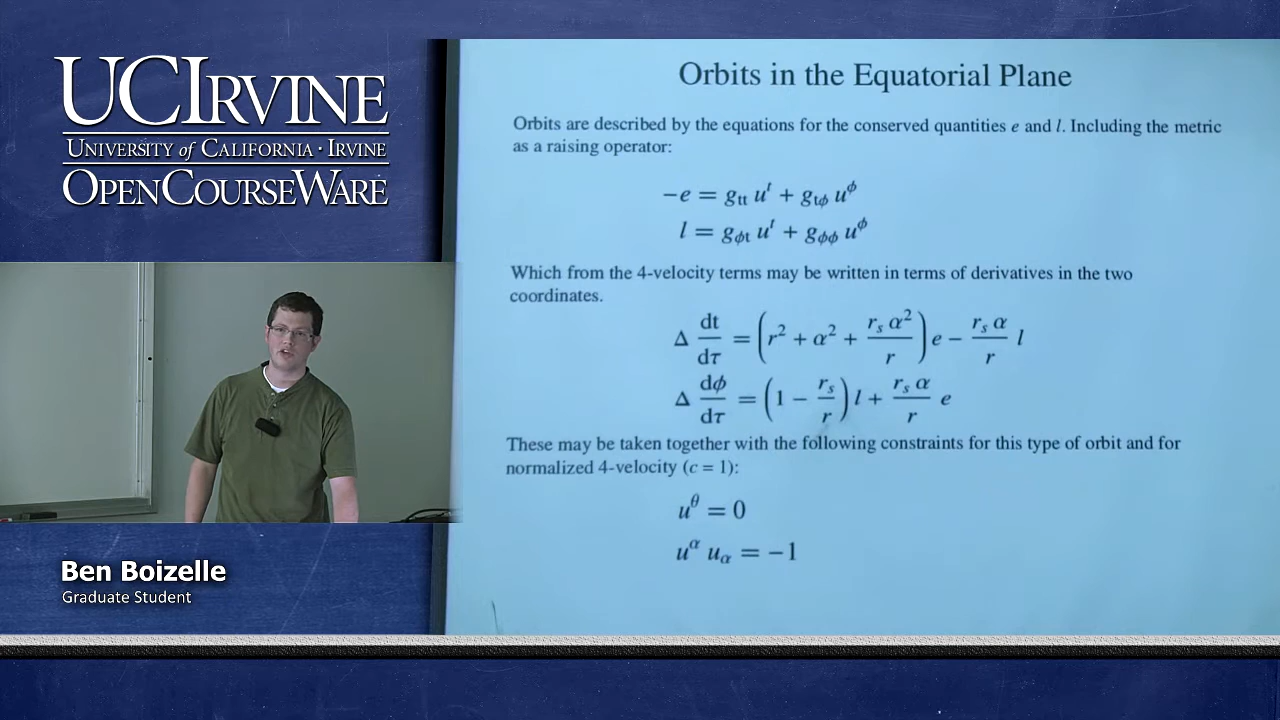 UCIRVINE
UNIVERSITY of CALIFORNIA · IRVINE
OPENCOURSEWARE
Ben Boizelle
Graduate Student
Orbits in the Equatorial Plane
Orbits are described by the equations for the conserved quantities e and l. Including the metric
as a raising operator:
−e = g_tt u^t + g_tϕ u^ϕ
l = g_ϕt u^t + g_ϕϕ u^ϕ
Which from the 4-velocity terms may be written in terms of derivatives in the two
coordinates.
Δ dt/dτ = (r² + α² + r_s α²/r) e − r_s α/r l
Δ dϕ/dτ = (1 − r_s/r) l + r_s α/r e
These may be taken together with the following constraints for this type of orbit and for
normalized 4-velocity (c = 1):
u^θ = 0
u^α u_α = −1